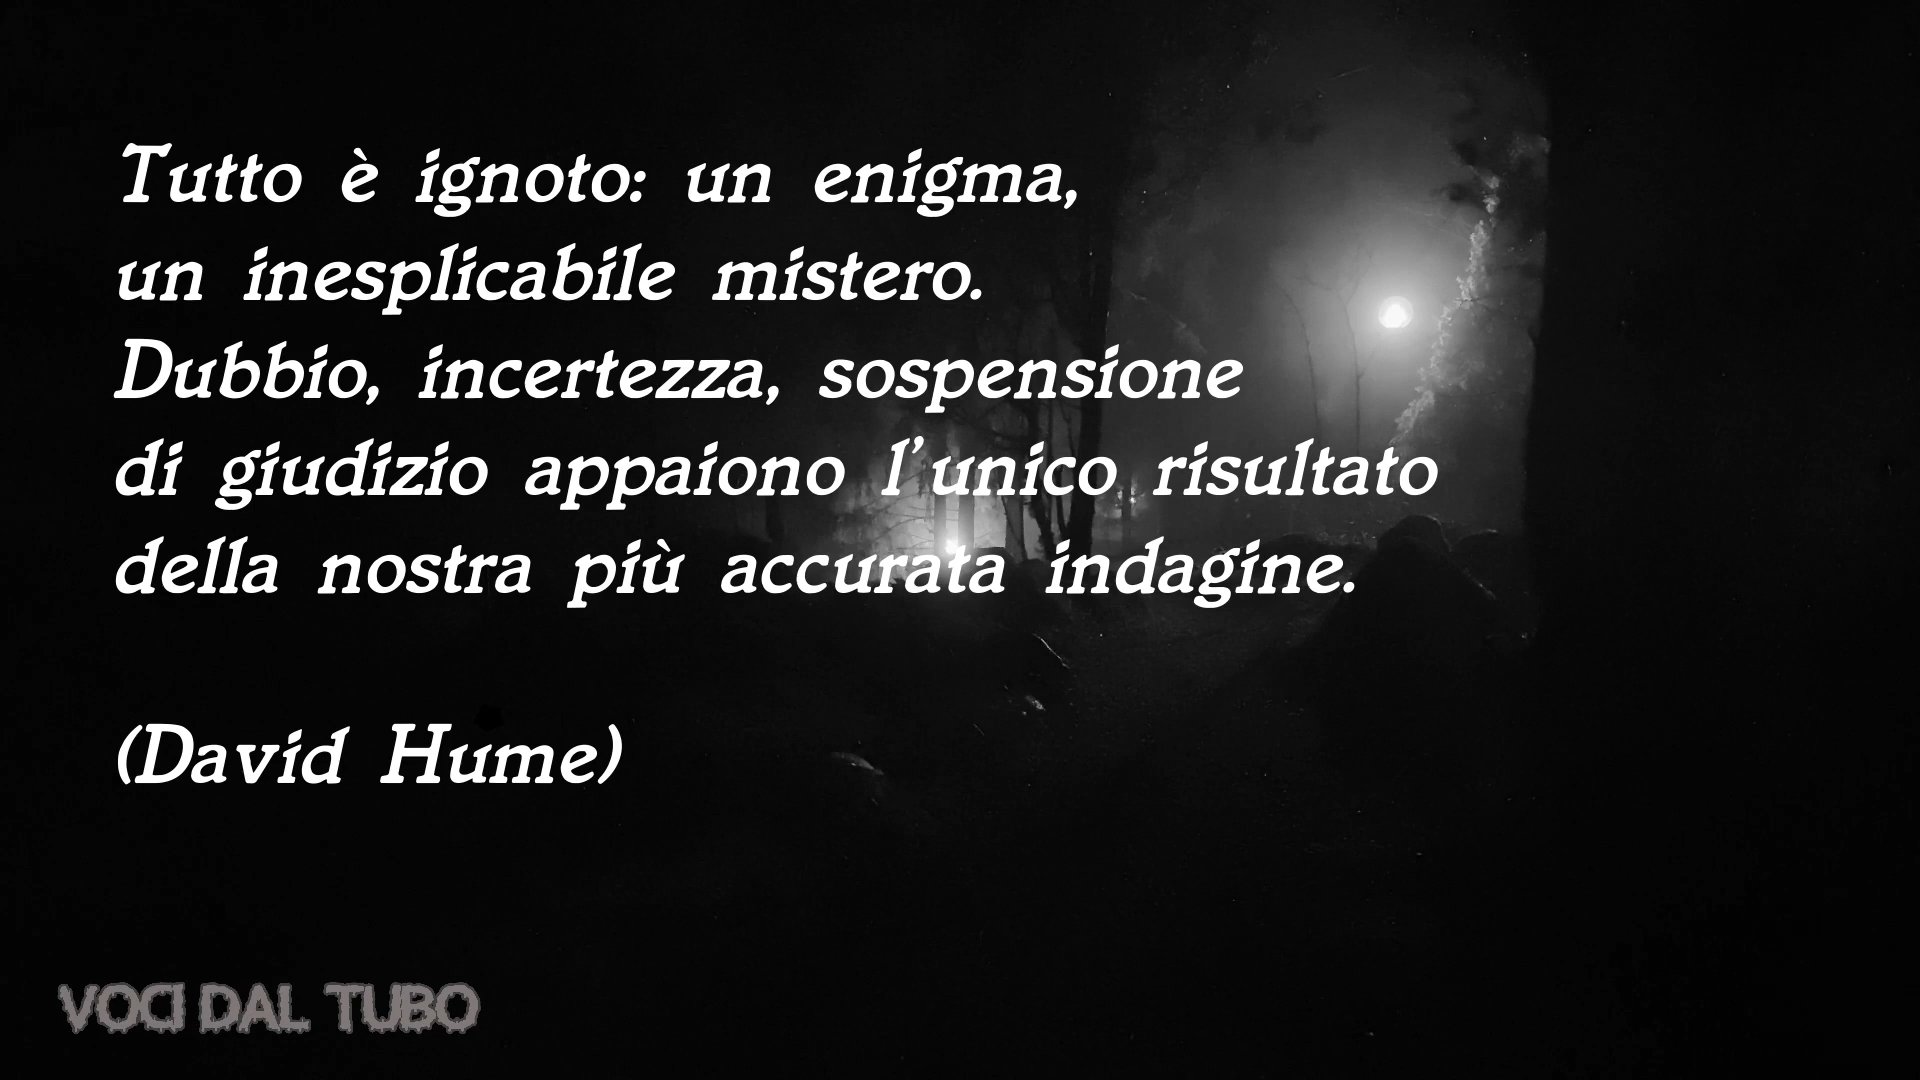 Tutto è ignoto: un enigma,
un inesplicabile mistero.
Dubbio, incertezza, sospensione
di giudizio appaiono l'unico risultato
della nostra più accurata indagine.
(David Hume)
VOCI DAL TUBO